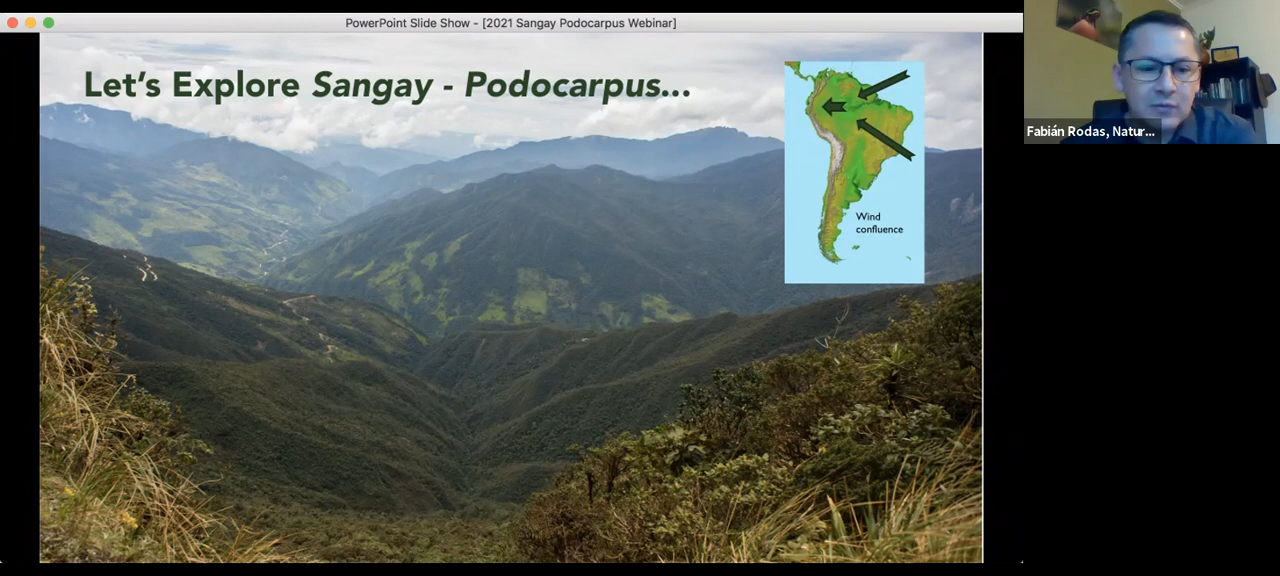 PowerPoint Slide Show - [2021 Sangay Podocarpus Webinar]
Let’s Explore Sangay - Podocarpus...
Wind
confluence
Fabián Rodas, Natur...